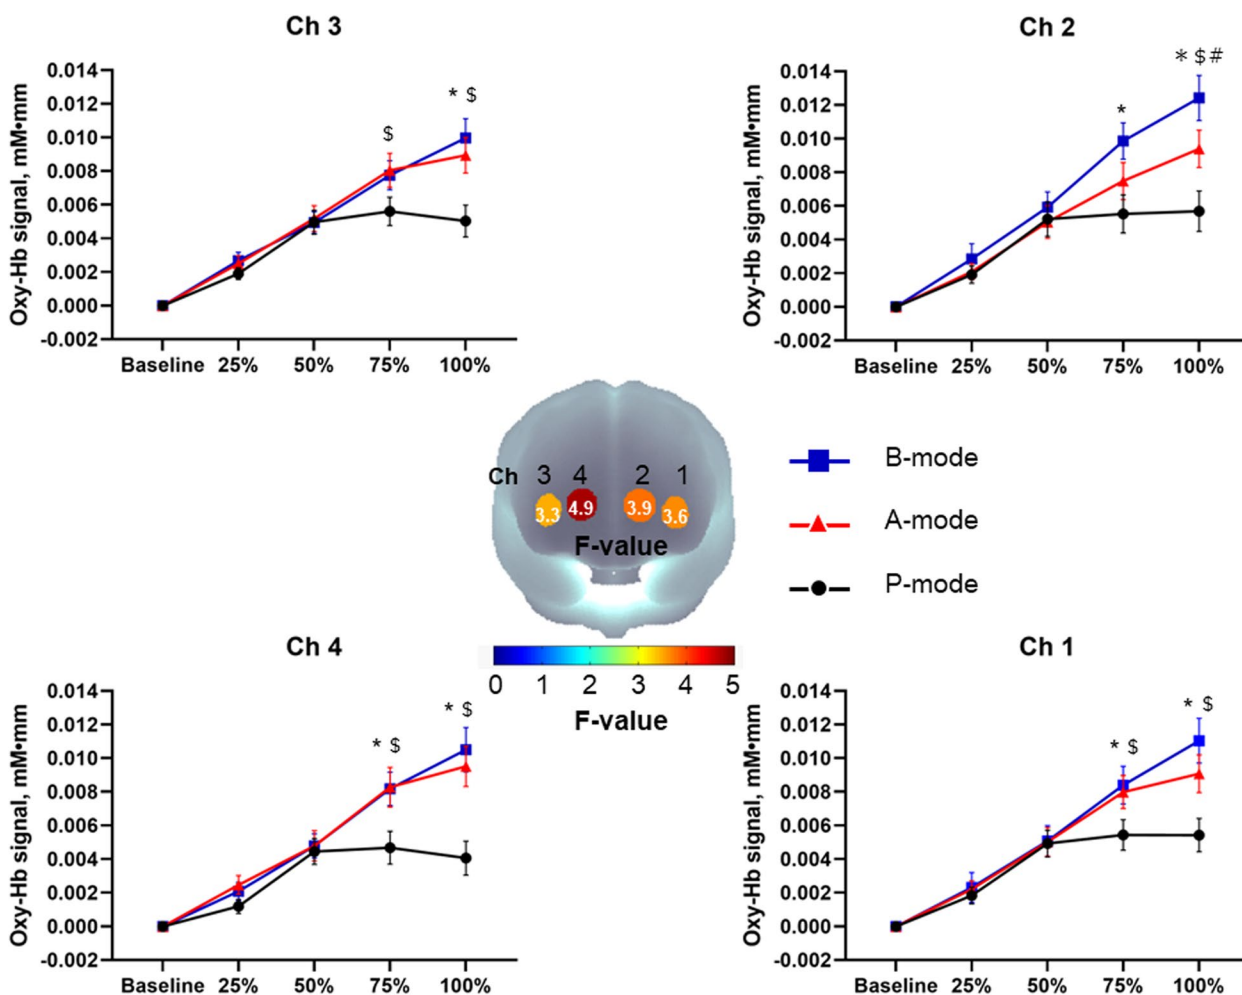 Ch 3
Oxy-Hb signal, mM•mm
0.014
0.012
0.010
0.008
0.006
0.004
0.002
0.000
-0.002
$
* $
Baseline 25% 50% 75% 100%
Ch 2
Oxy-Hb signal, mM•mm
0.014
0.012
0.010
0.008
0.006
0.004
0.002
0.000
-0.002
*
* $ #
Baseline 25% 50% 75% 100%
Ch 3 4 2 1
3.3 4.9 3.9 3.6
F-value
0 1 2 3 4 5
F-value
B-mode
A-mode
P-mode
Ch 4
Oxy-Hb signal, mM•mm
0.014
0.012
0.010
0.008
0.006
0.004
0.002
0.000
-0.002
* $
* $
Baseline 25% 50% 75% 100%
Ch 1
Oxy-Hb signal, mM•mm
0.014
0.012
0.010
0.008
0.006
0.004
0.002
0.000
-0.002
* $
* $
Baseline 25% 50% 75% 100%